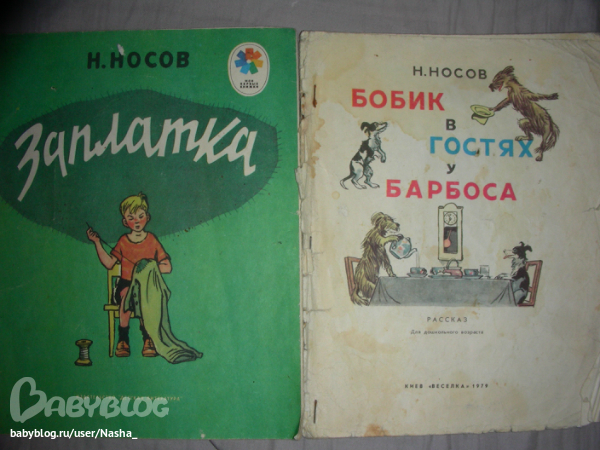 Н. НОСОВ
Заплатка
Н. НОСОВ
БОБИК
В
ГОСТЯХ
У
БАРБОСА
РАССКАЗ
Для дошкольного возраста
КИЕВ «ВЕСЕЛКА» 1979
BABYBLOG
babyblog.ru/user/Nasha_